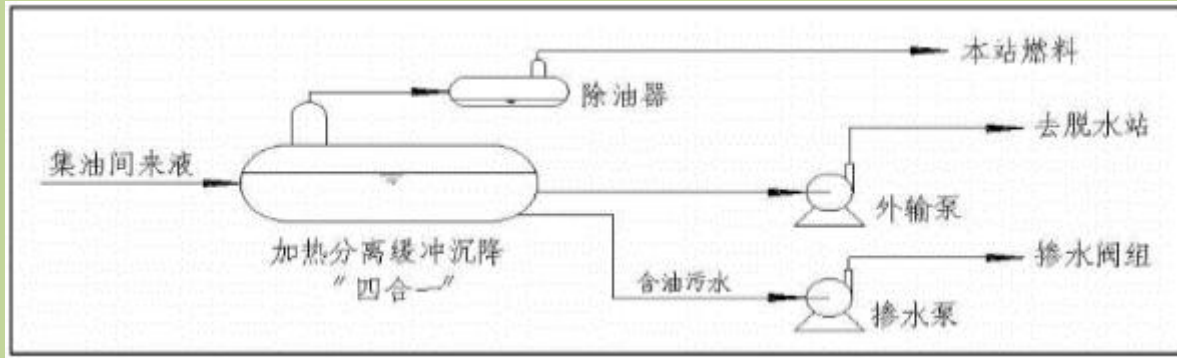 本站燃料
除油器
去脱水站
集油间来液
外输泵
加热分离缓冲沉降
"四合一"
含油污水
掺水阀组
掺水泵